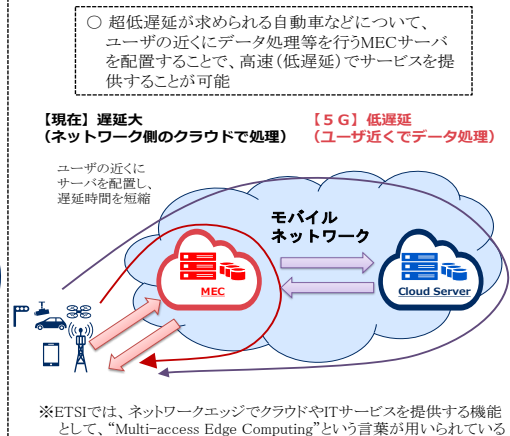 ○ 超低遅延が求められる自動車などについて、
ユーザの近くにデータ処理等を行うMECサーバ
を配置することで、高速(低遅延)でサービスを提
供することが可能
【現在】遅延大
(ネットワーク側のクラウドで処理)
【5G】低遅延
(ユーザ近くでデータ処理)
ユーザの近くに
サーバを配置し、
遅延時間を短縮
モバイル
ネットワーク
MEC
Cloud Server
※ETSIでは、ネットワークエッジでクラウドやITサービスを提供する機能
として、“Multi-access Edge Computing”という言葉が用いられている